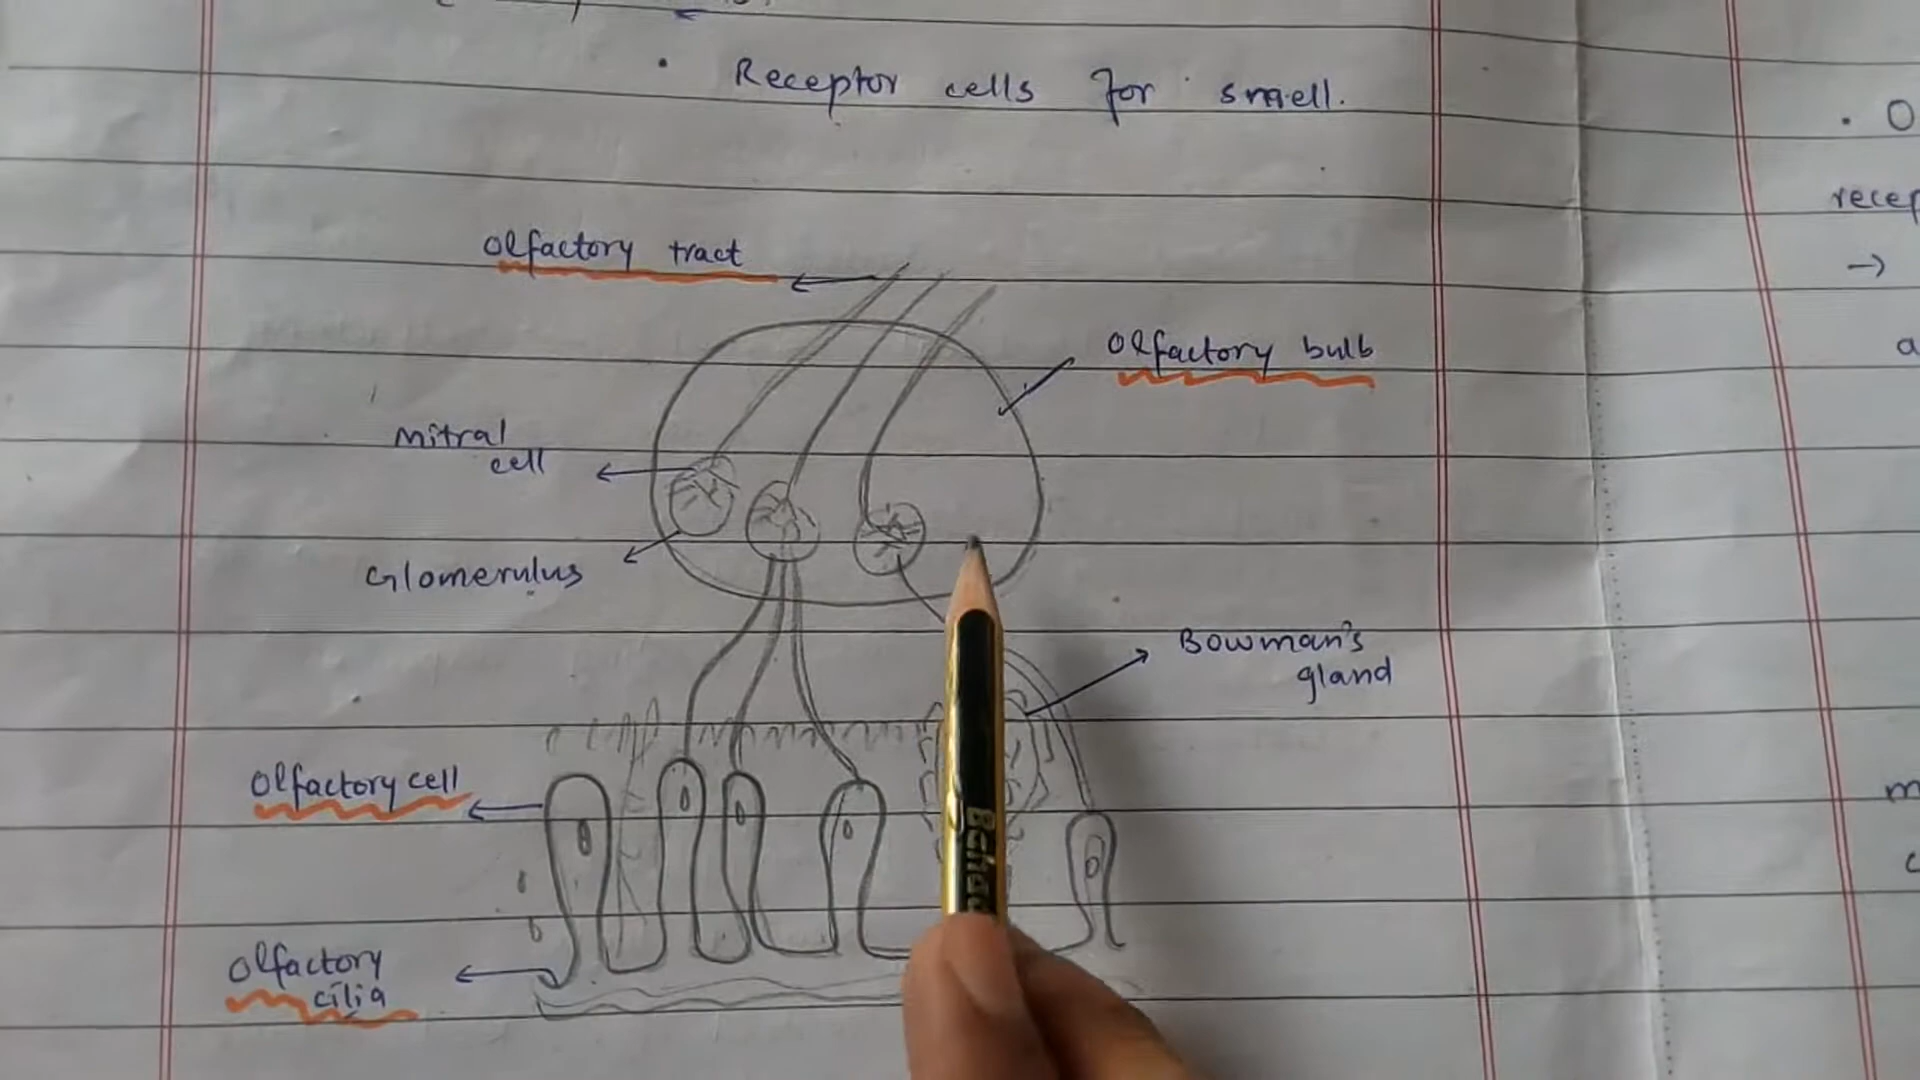 • Receptor cells for smell.
Olfactory tract
Olfactory bulb
Mitral
cell
Glomerulus
Bowman's
gland
Olfactory cell
Olfactory
cilia
• O
recep
→
a
m
c